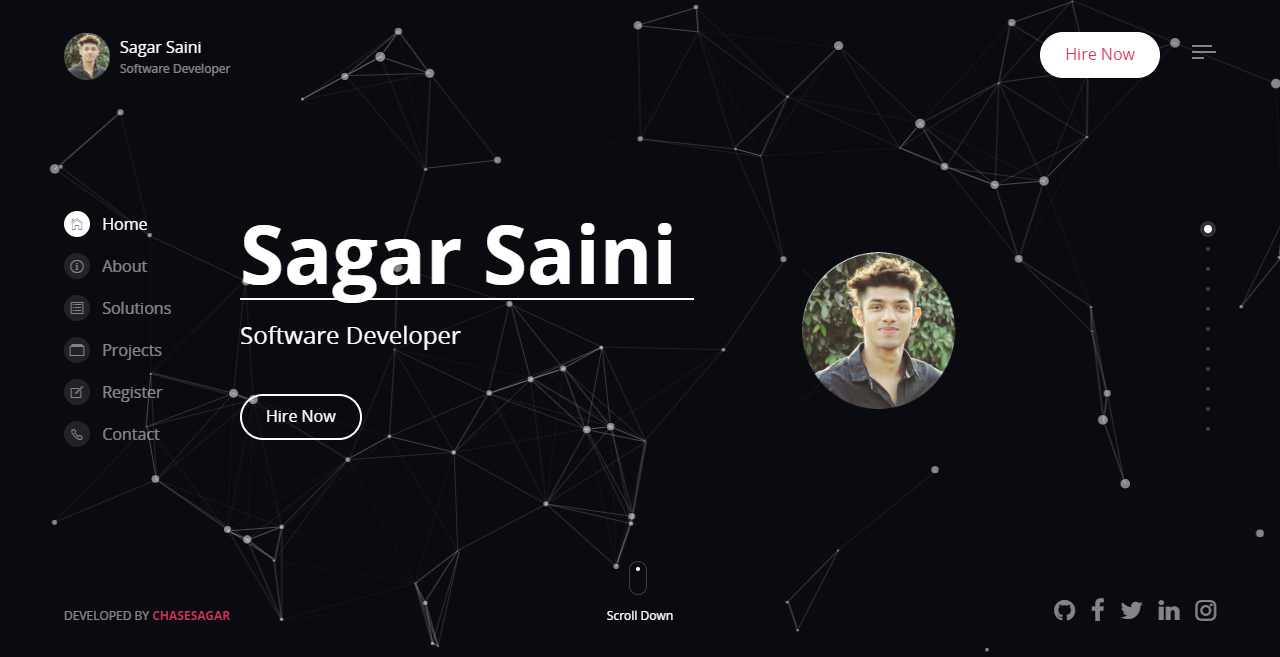 Sagar Saini
Software Developer
Hire Now
Home
About
Solutions
Projects
Register
Contact
Sagar Saini
Software Developer
Hire Now
DEVELOPED BY CHASESAGAR
Scroll Down